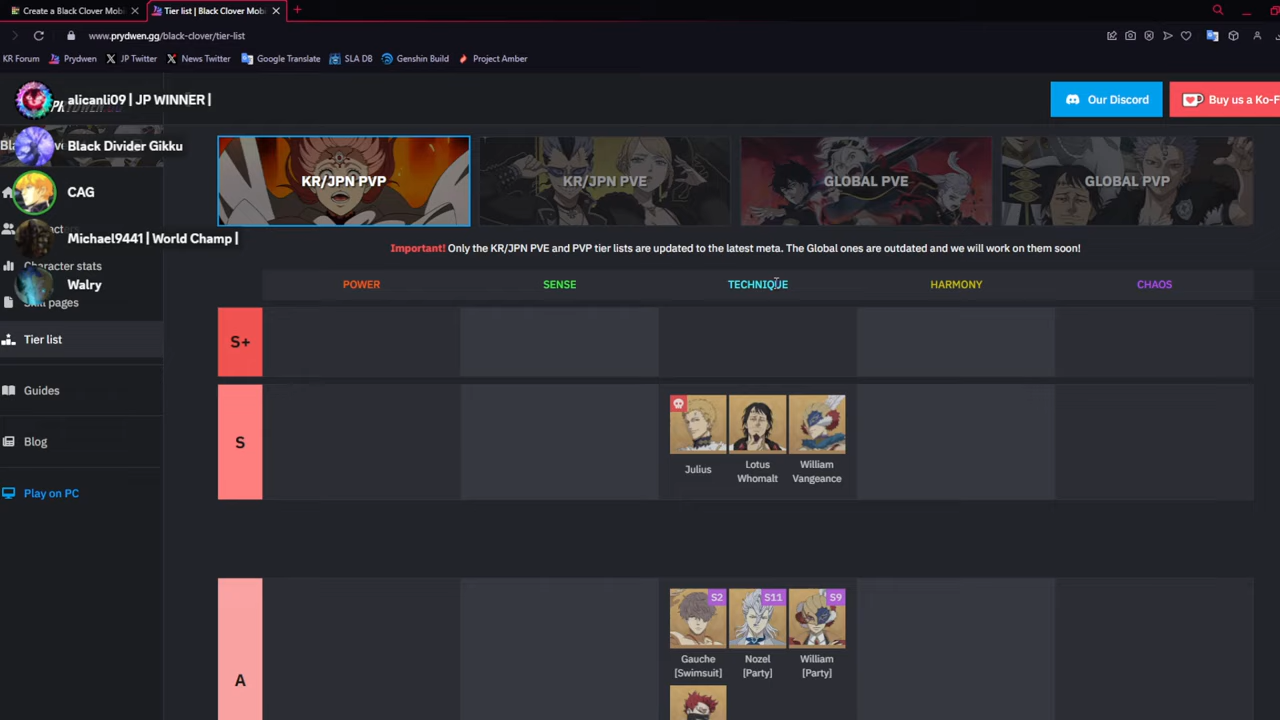 Create a Black Clover Mobi
Tier list | Black Clover Mobi
www.prydwen.gg/black-clover/tier-list
KR Forum
Prydwen
JP Twitter
News Twitter
Google Translate
SLA DB
Genshin Build
Project Amber
alicanli09 | JP WINNER |
Black Divider Gikku
CAG
Michael9441 | World Champ |
Walry
Our Discord
Buy us a Ko-F
KR/JPN PVP
KR/JPN PVE
GLOBAL PVE
GLOBAL PVP
Important! Only the KR/JPN PVE and PVP tier lists are updated to the latest meta. The Global ones are outdated and we will work on them soon!
Character stats
Skill pages
Tier list
Guides
Blog
Play on PC
POWER
SENSE
TECHNIQUE
HARMONY
CHAOS
S+
S
Julius
Lotus
Whomalt
William
Vangeance
A
S2
S11
S9
Gauche
[Swimsuit]
Nozel
[Party]
William
[Party]